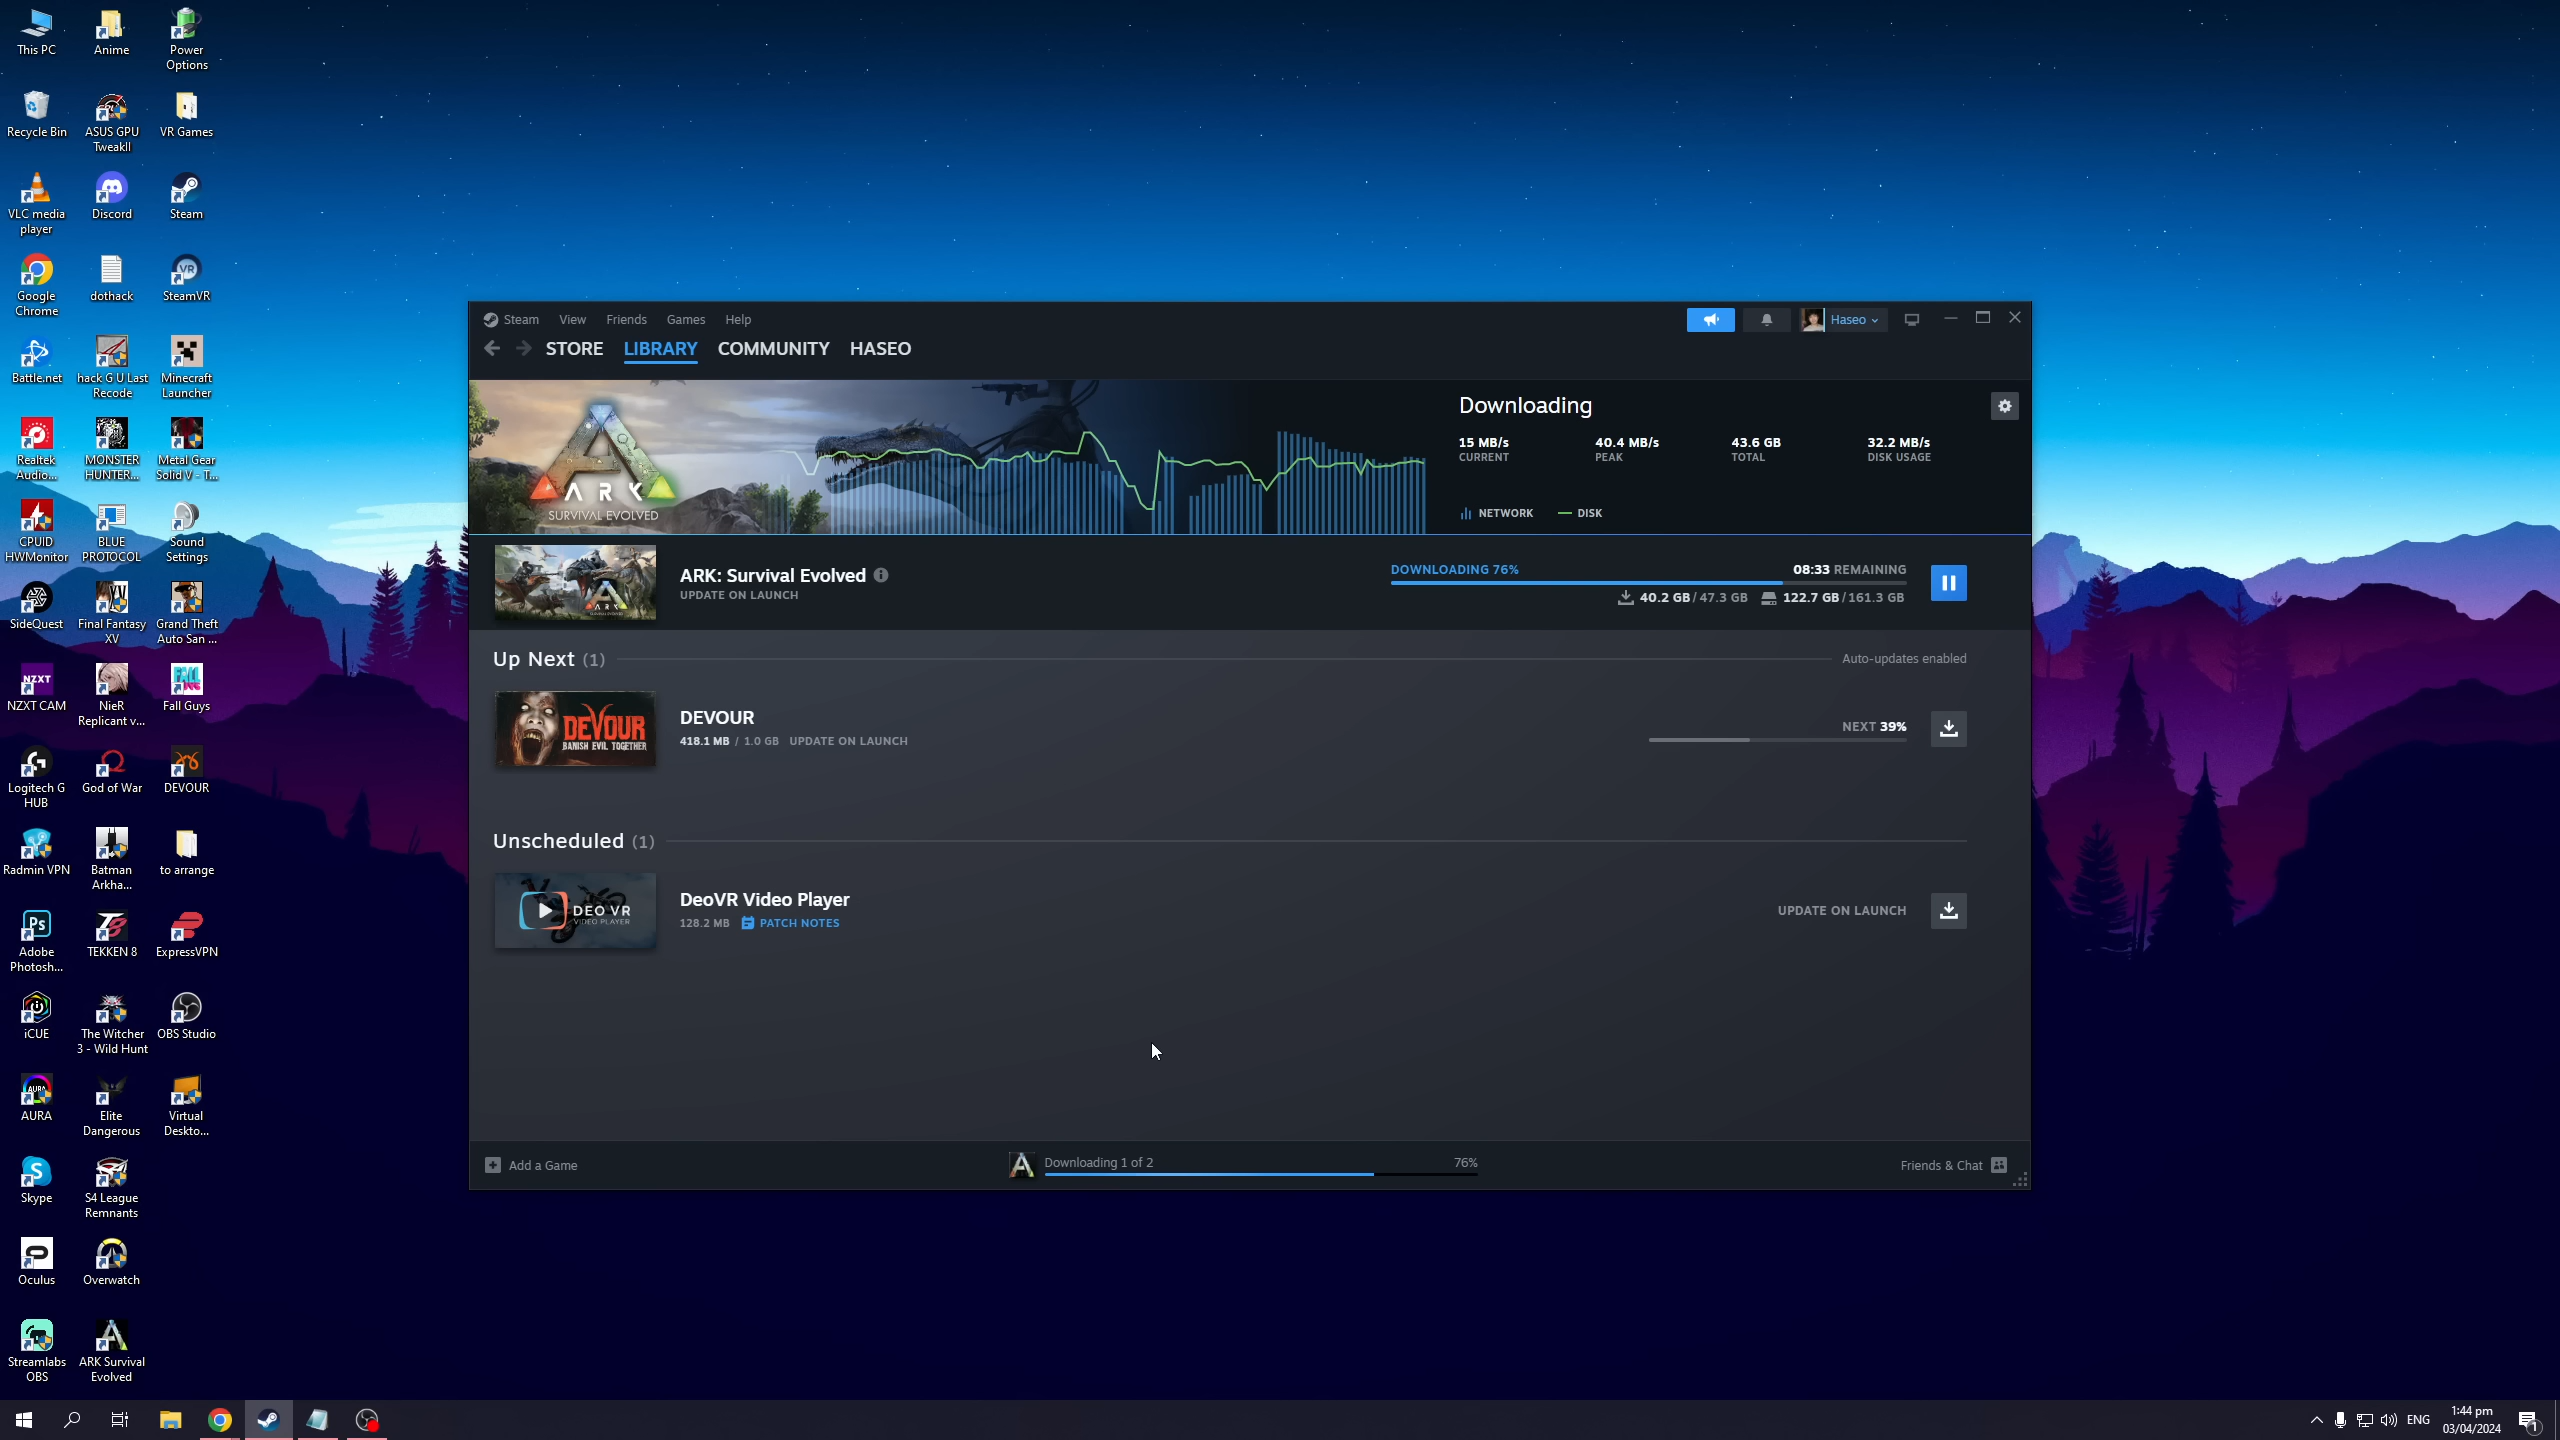 This PC
Anime
Power
Options
Recycle Bin
ASUS GPU
TweakII
VR Games
VLC media
player
Discord
Steam
Google
Chrome
dothack
SteamVR
Battle.net
hack G U Last
Recode
Minecraft
Launcher
Realtek
Audio...
MONSTER
HUNTER...
Metal Gear
Solid V - T...
CPUID
HWMonitor
BLUE
PROTOCOL
Sound
Settings
SideQuest
Final Fantasy
XV
Grand Theft
Auto San ...
NZXT
NZXT CAM
NieR
Replicant v...
FALL
Fall Guys
Logitech G
HUB
God of War
DEVOUR
Radmin VPN
Batman
Arkha...
to arrange
Ps
Adobe
Photosh...
TEKKEN 8
ExpressVPN
iCUE
The Witcher
3 - Wild Hunt
OBS Studio
AURA
AURA
Elite
Dangerous
Virtual
Deskto...
Skype
S4 League
Remnants
Oculus
Overwatch
Streamlabs
OBS
ARK Survival
Evolved
Steam View Friends Games Help
Haseo
STORE LIBRARY COMMUNITY HASEO
ARK
SURVIVAL EVOLVED
Downloading
15 MB/s 40.4 MB/s 43.6 GB 32.2 MB/s
CURRENT PEAK TOTAL DISK USAGE
NETWORK DISK
ARK: Survival Evolved
UPDATE ON LAUNCH
DOWNLOADING 76% 08:33 REMAINING
40.2 GB / 47.3 GB 122.7 GB / 161.3 GB
Up Next (1) Auto-updates enabled
DEVOUR
BANISH EVIL TOGETHER
DEVOUR
418.1 MB / 1.0 GB UPDATE ON LAUNCH
NEXT 39%
Unscheduled (1)
DEO VR
VIDEO PLAYER
DeoVR Video Player
128.2 MB PATCH NOTES
UPDATE ON LAUNCH
Add a Game
Downloading 1 of 2 76%
Friends & Chat
ENG
1:44 pm
03/04/2024
1